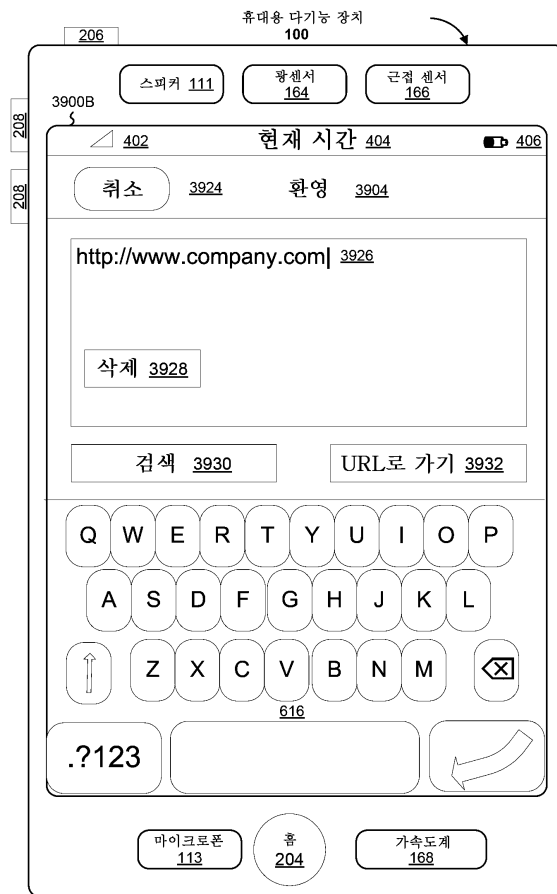 휴대용 다기능 장치
100
206
스피커 111
광센서
164
근접 센서
166
3900B
208
208
402
현재 시간 404
406
취소
3924
환영 3904
http://www.company.com 3926
삭제 3928
검색 3930
URL로 가기 3932
Q W E R T Y U I O P
A S D F G H J K L
Z X C V B N M
616
.?123
마이크로폰
113
홈
204
가속도계
168